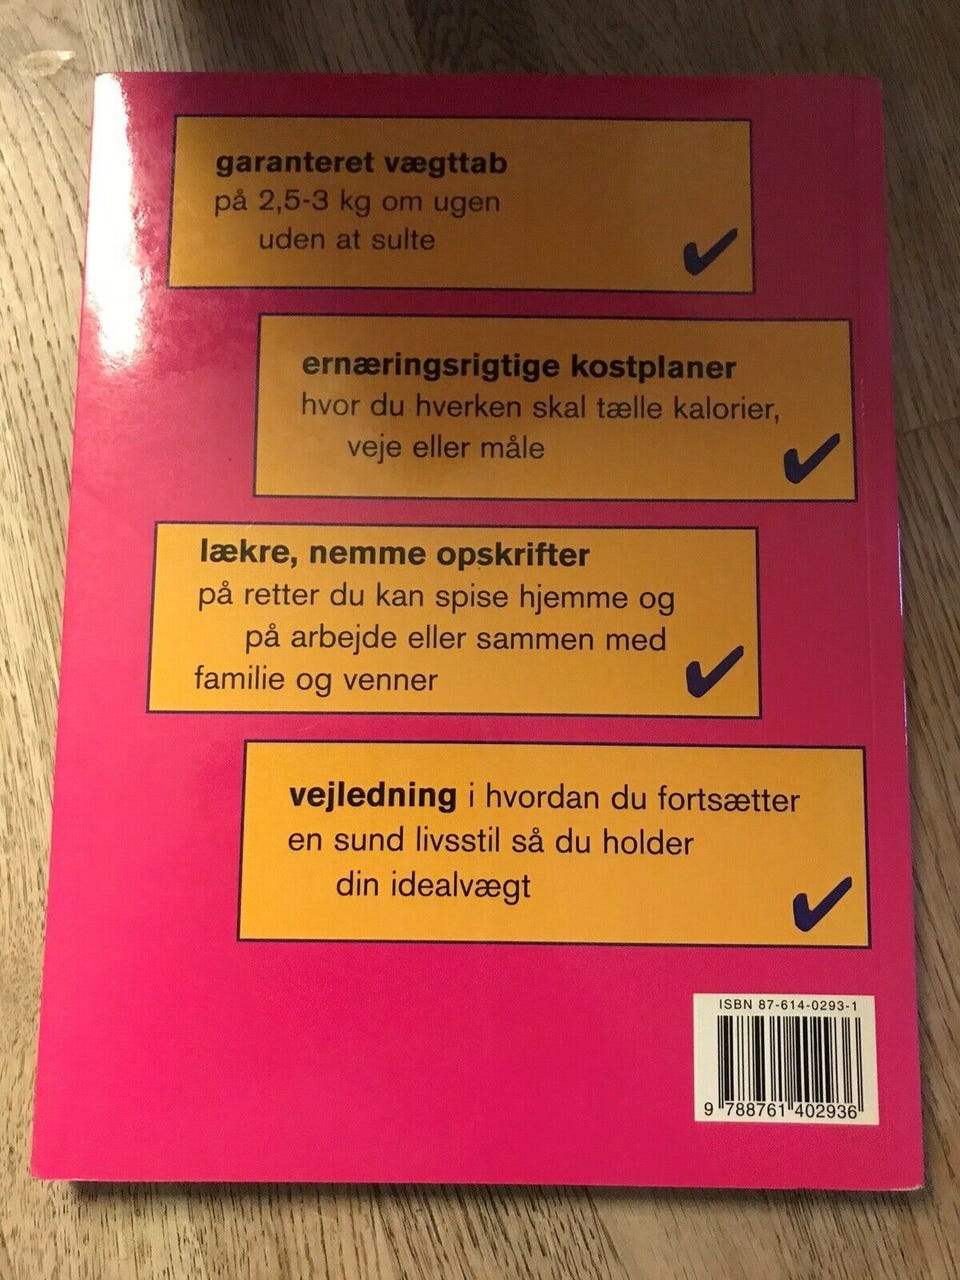 garanteret vægttab
på 2,5-3 kg om ugen
uden at sulte
ernæringsrigtige kostplaner
hvor du hverken skal tælle kalorier,
veje eller måle
lækre, nemme opskrifter
på retter du kan spise hjemme og
på arbejde eller sammen med
familie og venner
vejledning i hvordan du fortsætter
en sund livsstil så du holder
din idealvægt
ISBN 87-614-0293-1
9 788761 402936